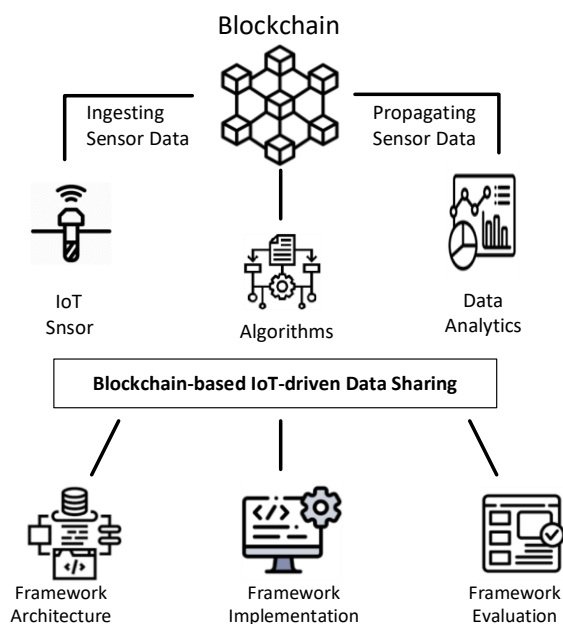 Blockchain
Ingesting
Sensor Data
Propagating
Sensor Data
IoT
Snsor
Algorithms
Data
Analytics
Blockchain-based IoT-driven Data Sharing
Framework
Architecture
Framework
Implementation
Framework
Evaluation